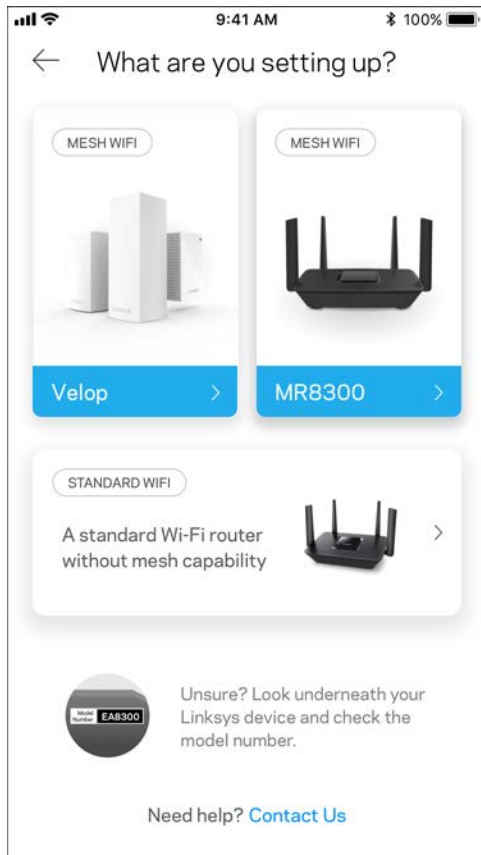 9:41 AM
100%
What are you setting up?
MESH WIFI
MESH WIFI
Velop
MR8300
STANDARD WIFI
A standard Wi-Fi router
without mesh capability
Model
Number
EA8300
Unsure? Look underneath your
Linksys device and check the
model number.
Need help? Contact Us